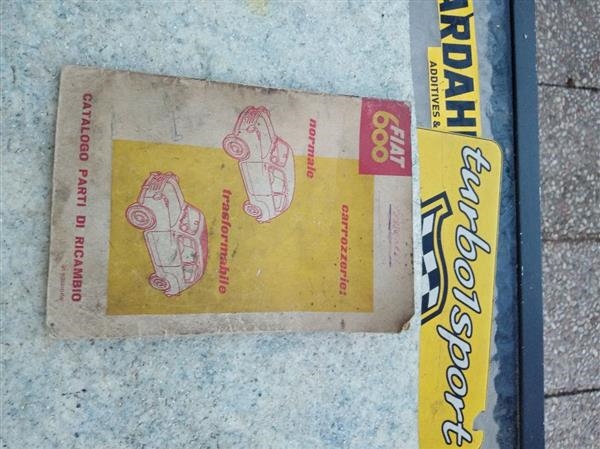 FIAT
600
carrozzerie:
normale
trasformabile
CATALOGO PARTI DI RICAMBIO
ARDAH
ADDITIVES &
turbolsport